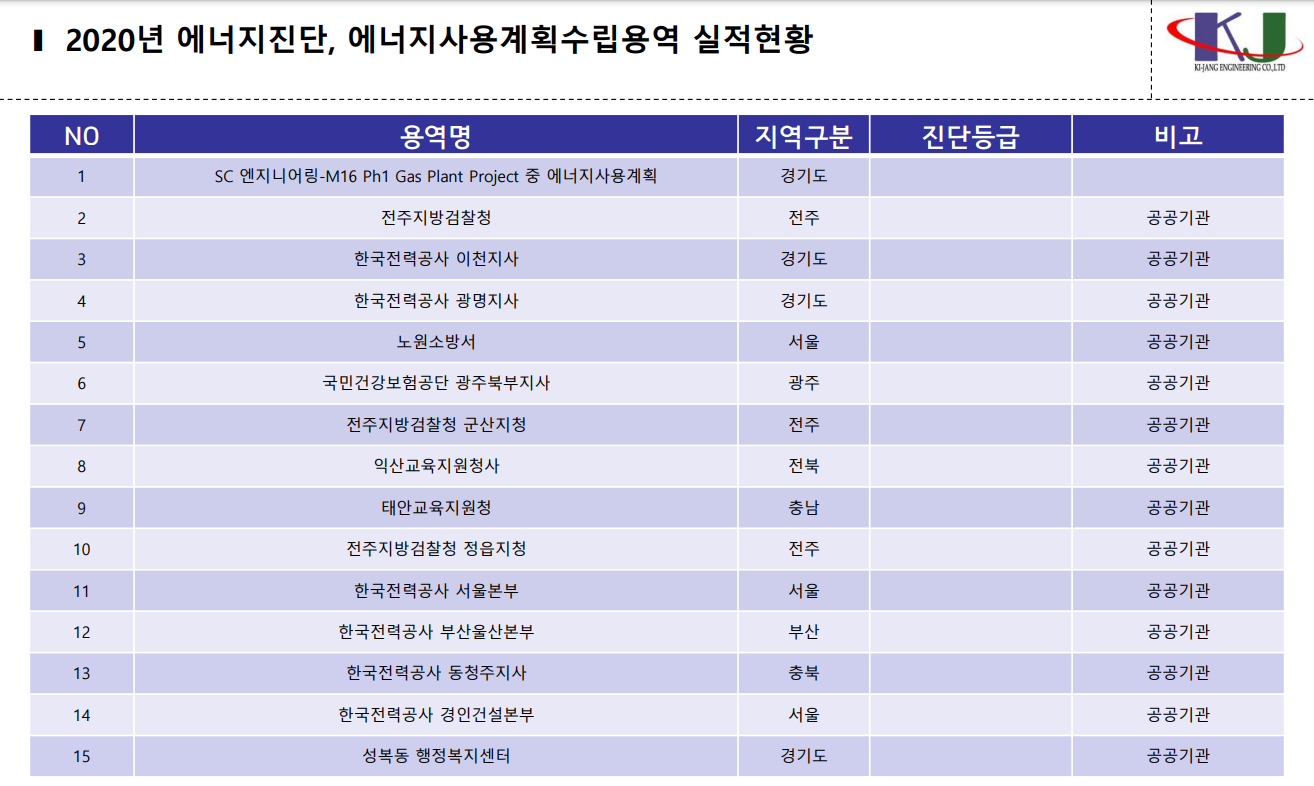 2020년 에너지진단, 에너지사용계획수립용역 실적현황
KJ
KI-JANG ENGINEERING CO.,LTD
NO 용역명 지역구분 진단등급 비고
1 SC 엔지니어링-M16 Ph1 Gas Plant Project 중 에너지사용계획 경기도
2 전주지방검찰청 전주 공공기관
3 한국전력공사 이천지사 경기도 공공기관
4 한국전력공사 광명지사 경기도 공공기관
5 노원소방서 서울 공공기관
6 국민건강보험공단 광주북부지사 광주 공공기관
7 전주지방검찰청 군산지청 전주 공공기관
8 익산교육지원청사 전북 공공기관
9 태안교육지원청 충남 공공기관
10 전주지방검찰청 정읍지청 전주 공공기관
11 한국전력공사 서울본부 서울 공공기관
12 한국전력공사 부산울산본부 부산 공공기관
13 한국전력공사 동청주지사 충북 공공기관
14 한국전력공사 경인건설본부 서울 공공기관
15 성복동 행정복지센터 경기도 공공기관